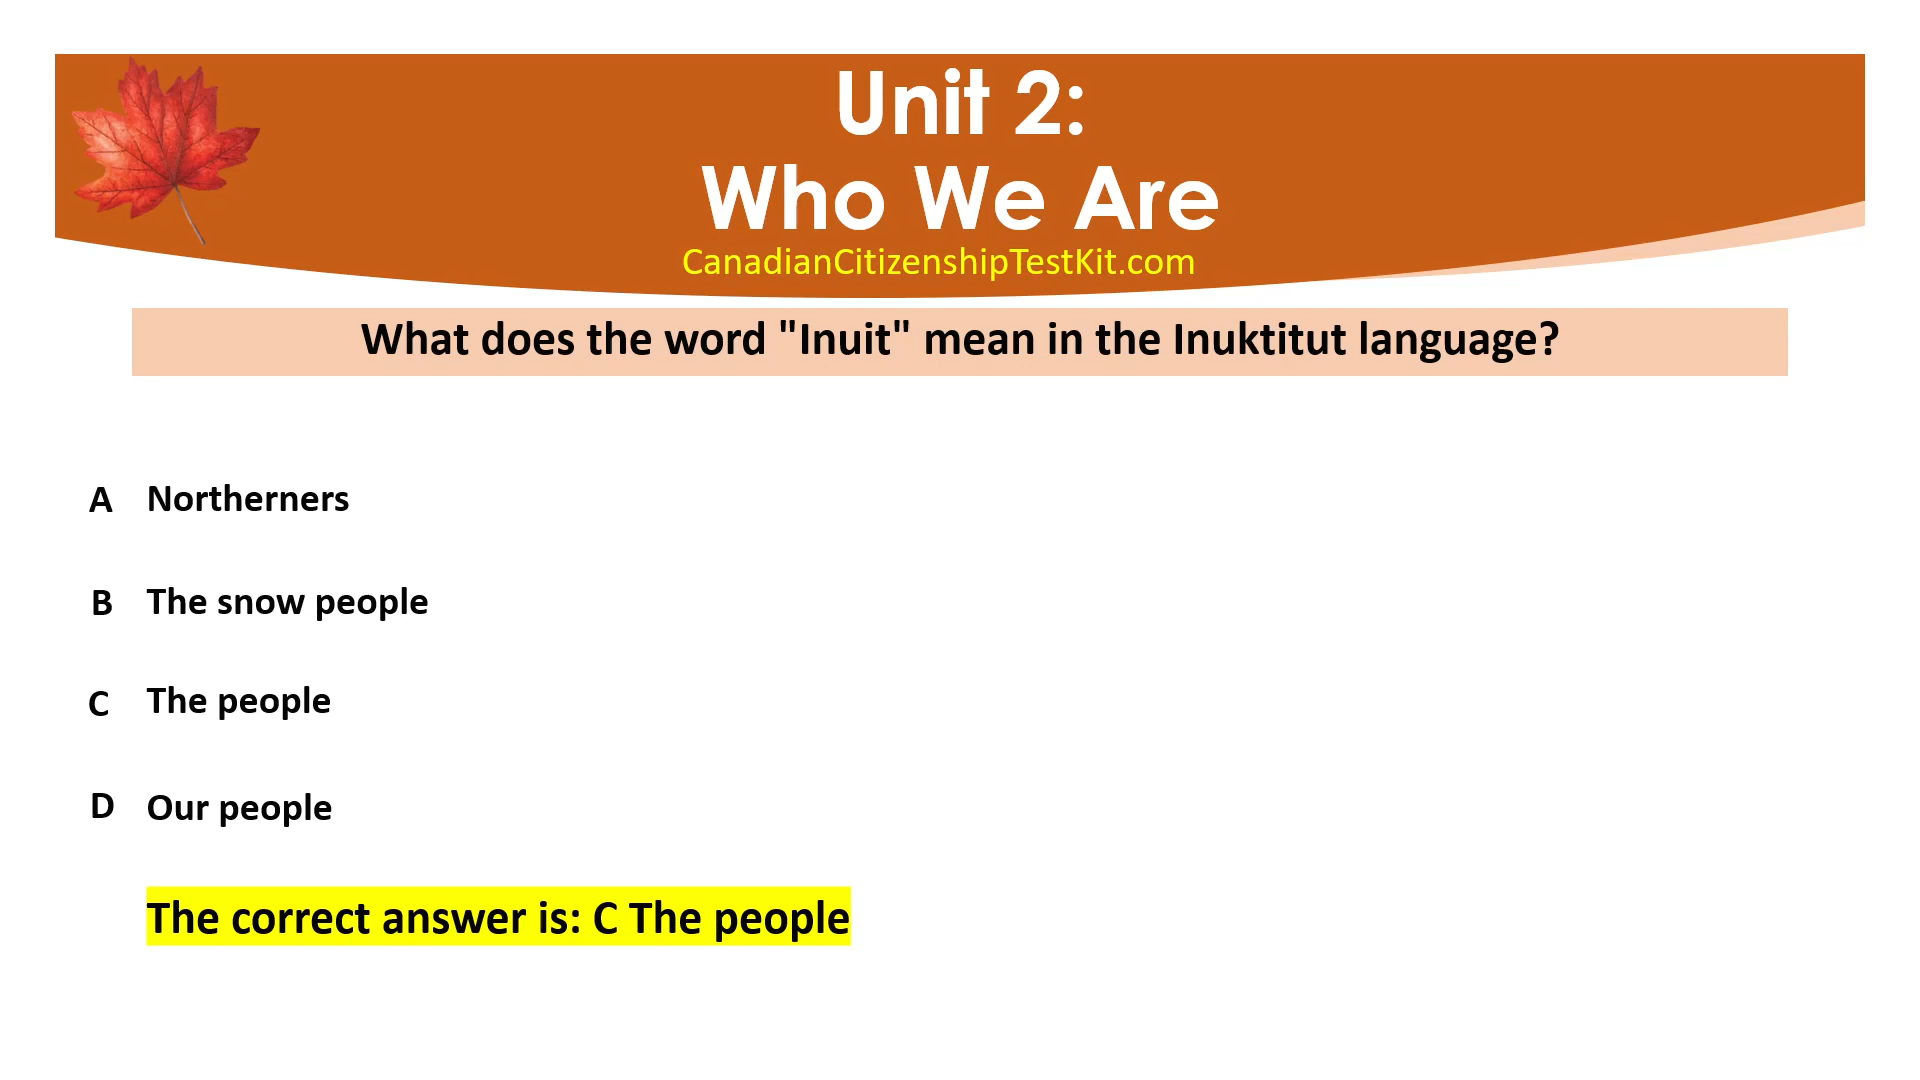 Unit 2:
Who We Are
CanadianCitizenshipTestKit.com
What does the word "Inuit" mean in the Inuktitut language?
A Northerners
B The snow people
C The people
D Our people
The correct answer is: C The people